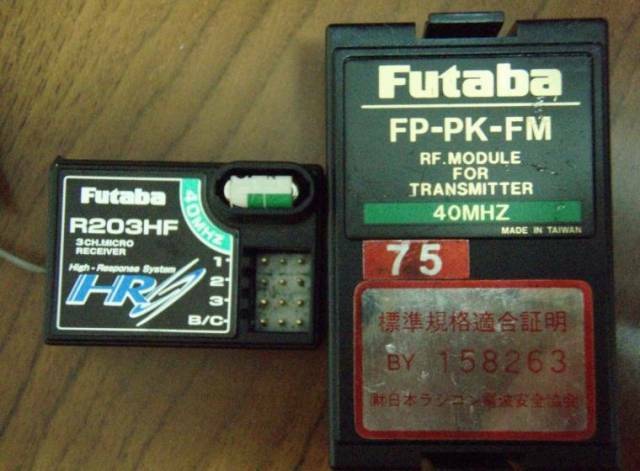 Futaba
R203HF
3CH.MICRO
RECEIVER
High-Response System
HRS
40MHZ
1
2
3
B/C
Futaba
FP-PK-FM
RF.MODULE
FOR
TRANSMITTER
40MHZ
MADE IN TAIWAN
75
標準規格適合証明
BY 158263
㈶日本ラジコン電波安全協会